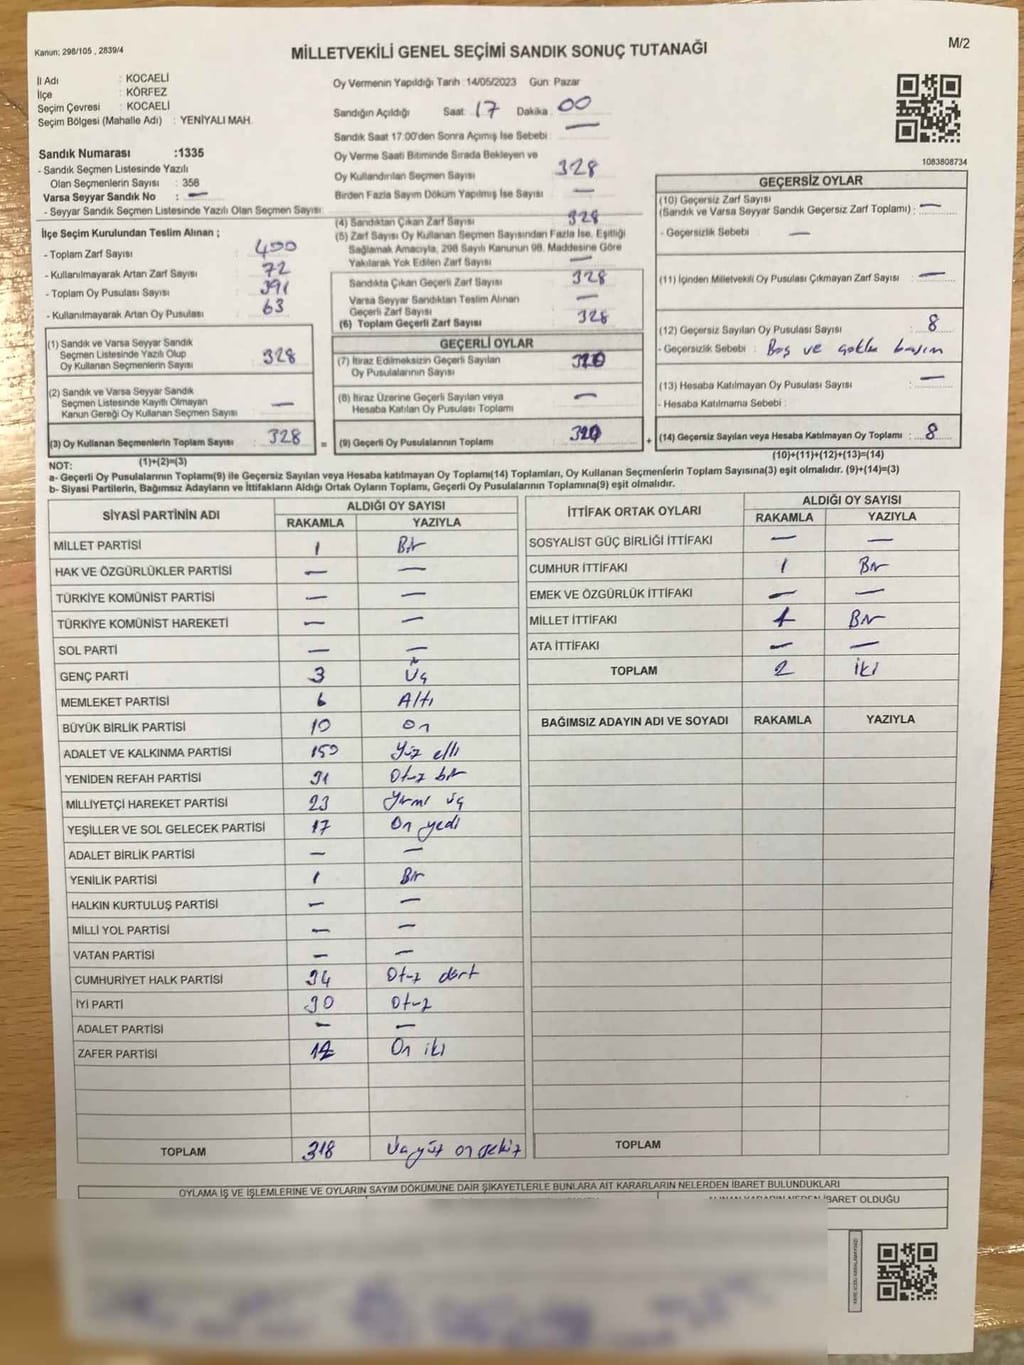 Kanun; 298/105 , 2839/4
MİLLETVEKİLİ GENEL SEÇİMİ SANDIK SONUÇ TUTANAĞI
M/2
İl Adı : KOCAELİ
İlçe : KÖRFEZ
Seçim Çevresi : KOCAELİ
Seçim Bölgesi (Mahalle Adı) : YENİYALI MAH.
Oy Vermenin Yapıldığı Tarih :14/05/2023 Gün: Pazar
Sandığın Açıldığı Saat: 17 Dakika: 00
Sandık Saat 17:00'den Sonra Açımış İse Sebebi : —
Sandık Numarası :1335
- Sandık Seçmen Listesinde Yazılı
Olan Seçmenlerin Sayısı : 356
Varsa Seyyar Sandık No : —
- Seyyar Sandık Seçmen Listesinde Yazılı Olan Seçmen Sayısı:
Oy Verme Saati Bitiminde Sırada Bekleyen ve
Oy Kullandırılan Seçmen Sayısı : 328
Birden Fazla Sayım Döküm Yapılmış İse Sayısı : —
1083808734
İlçe Seçim Kurulundan Teslim Alınan ;
- Toplam Zarf Sayısı : 400
- Kullanılmayarak Artan Zarf Sayısı : 72
- Toplam Oy Pusulası Sayısı : 391
- Kullanılmayarak Artan Oy Pusulası : 63
(4) Sandıktan Çıkan Zarf Sayısı : 328
(5) Zarf Sayısı Oy Kullanan Seçmen Sayısından Fazla İse, Eşitliği
Sağlamak Amacıyla, 298 Sayılı Kanunun 98. Maddesine Göre
Yakılarak Yok Edilen Zarf Sayısı : —
Sandıkta Çıkan Geçerli Zarf Sayısı : 328
Varsa Seyyar Sandıktan Teslim Alınan
Geçerli Zarf Sayısı : —
(6) Toplam Geçerli Zarf Sayısı : 328
GEÇERSİZ OYLAR
(10) Geçersiz Zarf Sayısı
(Sandık ve Varsa Seyyar Sandık Geçersiz Zarf Toplamı) : —
- Geçersizlik Sebebi : —
(11) İçinden Milletvekili Oy Pusulası Çıkmayan Zarf Sayısı : —
(12) Geçersiz Sayılan Oy Pusulası Sayısı : 8
- Geçersizlik Sebebi : Boş ve çoklu basım
(13) Hesaba Katılmayan Oy Pusulası Sayısı : —
- Hesaba Katılmama Sebebi :
(14) Geçersiz Sayılan veya Hesaba Katılmayan Oy Toplamı : 8
(10)+(11)+(12)+(13)=(14)
(1) Sandık ve Varsa Seyyar Sandık
Seçmen Listesinde Yazılı Olup
Oy Kullanan Seçmenlerin Sayısı : 328
(2) Sandık ve Varsa Seyyar Sandık
Seçmen Listesinde Kayıtlı Olmayan
Kanun Gereği Oy Kullanan Seçmen Sayısı : —
(3) Oy Kullanan Seçmenlerin Toplam Sayısı : 328 =
(1)+(2)=(3)
GEÇERLİ OYLAR
(7) İtiraz Edilmeksizin Geçerli Sayılan
Oy Pusulalarının Sayısı : 320
(8) İtiraz Üzerine Geçerli Sayılan veya
Hesaba Katılan Oy Pusulası Toplamı : —
(9) Geçerli Oy Pusulalarının Toplamı : 320 +
NOT:
a- Geçerli Oy Pusulalarının Toplamı(9) ile Geçersiz Sayılan veya Hesaba katılmayan Oy Toplamı(14) Toplamları, Oy Kullanan Seçmenlerin Toplam Sayısına(3) eşit olmalıdır. (9)+(14)=(3)
b- Siyasi Partilerin, Bağımsız Adayların ve İttifakların Aldığı Ortak Oyların Toplamı, Geçerli Oy Pusulalarının Toplamına(9) eşit olmalıdır.
SİYASİ PARTİNİN ADI ALDIĞI OY SAYISI
RAKAMLA YAZIYLA
MİLLET PARTİSİ 1 Bir
HAK VE ÖZGÜRLÜKLER PARTİSİ — —
TÜRKİYE KOMÜNİST PARTİSİ — —
TÜRKİYE KOMÜNİST HAREKETİ — —
SOL PARTİ — —
GENÇ PARTİ 3 Üç
MEMLEKET PARTİSİ 6 Altı
BÜYÜK BİRLİK PARTİSİ 10 On
ADALET VE KALKINMA PARTİSİ 150 Yüz elli
YENİDEN REFAH PARTİSİ 31 Otuz bir
MİLLİYETÇİ HAREKET PARTİSİ 23 Yirmi üç
YEŞİLLER VE SOL GELECEK PARTİSİ 17 On yedi
ADALET BİRLİK PARTİSİ — —
YENİLİK PARTİSİ 1 Bir
HALKIN KURTULUŞ PARTİSİ — —
MİLLİ YOL PARTİSİ — —
VATAN PARTİSİ — —
CUMHURİYET HALK PARTİSİ 34 Otuz dört
İYİ PARTİ 30 Otuz
ADALET PARTİSİ — —
ZAFER PARTİSİ 12 On iki
TOPLAM 318 Üçyüz on sekiz
İTTİFAK ORTAK OYLARI ALDIĞI OY SAYISI
RAKAMLA YAZIYLA
SOSYALIST GÜÇ BİRLİĞİ İTTİFAKI — —
CUMHUR İTTİFAKI 1 Bir
EMEK VE ÖZGÜRLÜK İTTİFAKI — —
MİLLET İTTİFAKI 1 Bir
ATA İTTİFAKI — —
TOPLAM 2 İki
BAĞIMSIZ ADAYIN ADI VE SOYADI RAKAMLA YAZIYLA
TOPLAM
OYLAMA İŞ VE İŞLEMLERİNE VE OYLARIN SAYIM DÖKÜMÜNE DAİR ŞİKAYETLERLE BUNLARA AİT KARARLARIN NELERDEN İBARET BULUNDUKLARI
ALINAN KARARIN NEDEN İBARET OLDUĞU